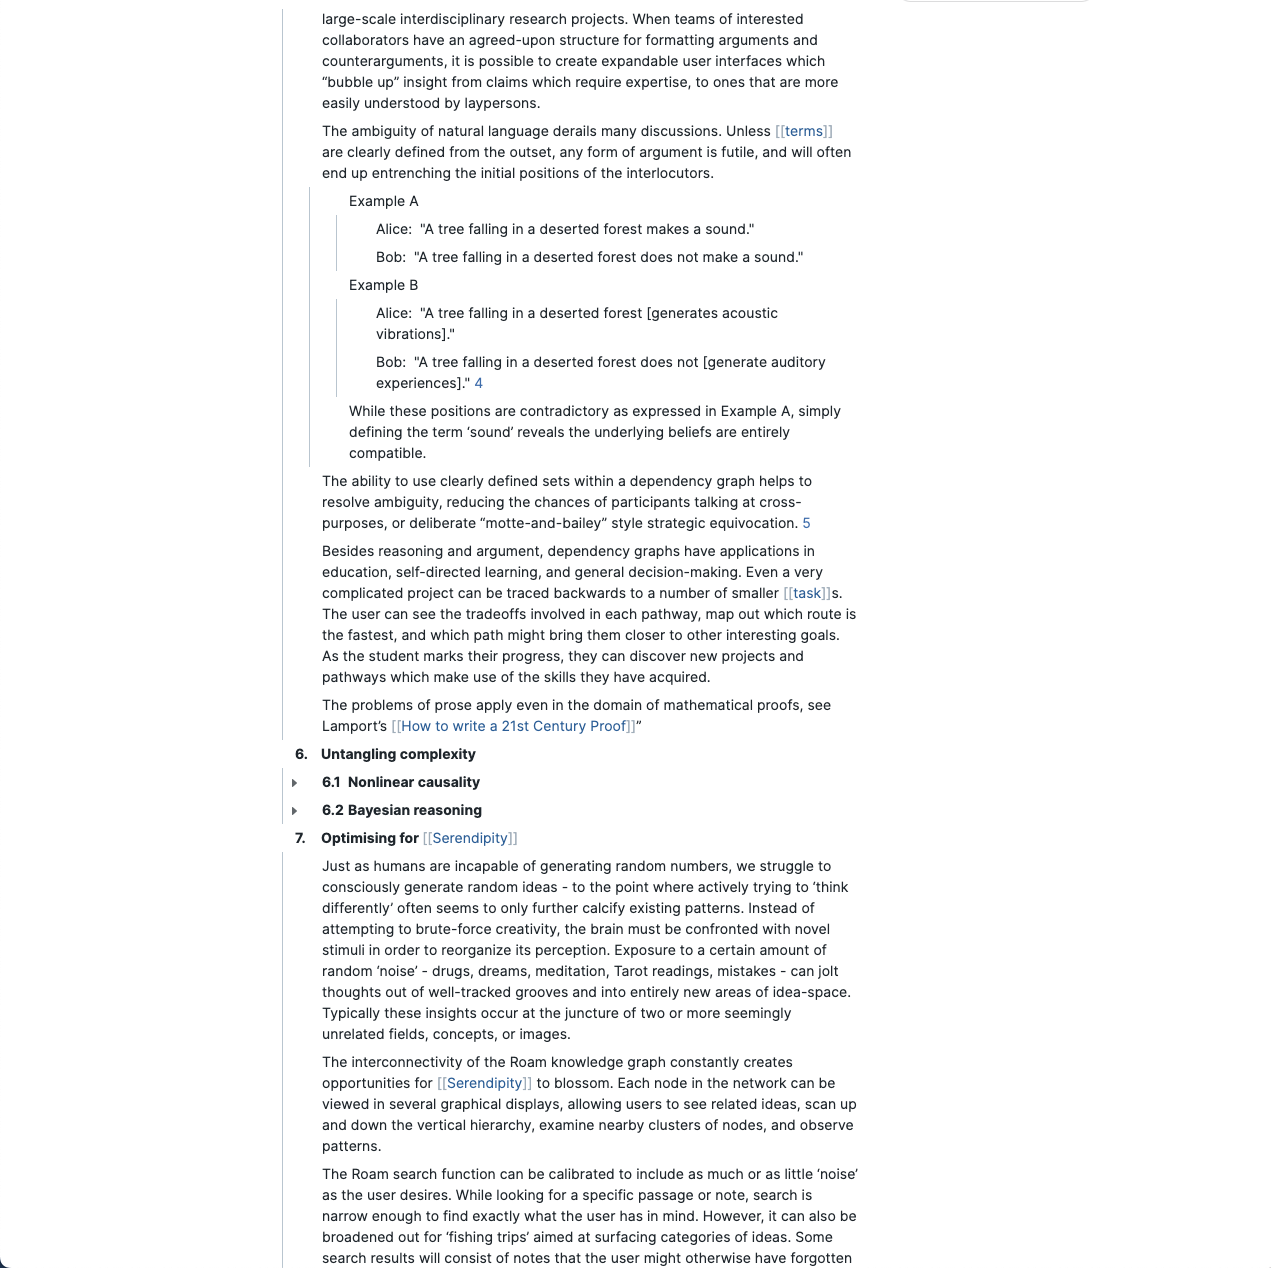 large-scale interdisciplinary research projects. When teams of interested
collaborators have an agreed-upon structure for formatting arguments and
counterarguments, it is possible to create expandable user interfaces which
“bubble up” insight from claims which require expertise, to ones that are more
easily understood by laypersons.
The ambiguity of natural language derails many discussions. Unless [[terms]]
are clearly defined from the outset, any form of argument is futile, and will often
end up entrenching the initial positions of the interlocutors.
Example A
Alice:  "A tree falling in a deserted forest makes a sound."
Bob:  "A tree falling in a deserted forest does not make a sound."
Example B
Alice:  "A tree falling in a deserted forest [generates acoustic
vibrations]."
Bob:  "A tree falling in a deserted forest does not [generate auditory
experiences]." 4
While these positions are contradictory as expressed in Example A, simply
defining the term ‘sound’ reveals the underlying beliefs are entirely
compatible.
The ability to use clearly defined sets within a dependency graph helps to
resolve ambiguity, reducing the chances of participants talking at cross-
purposes, or deliberate “motte-and-bailey” style strategic equivocation. 5
Besides reasoning and argument, dependency graphs have applications in
education, self-directed learning, and general decision-making. Even a very
complicated project can be traced backwards to a number of smaller [[task]]s.
The user can see the tradeoffs involved in each pathway, map out which route is
the fastest, and which path might bring them closer to other interesting goals.
As the student marks their progress, they can discover new projects and
pathways which make use of the skills they have acquired.
The problems of prose apply even in the domain of mathematical proofs, see
Lamport’s [[How to write a 21st Century Proof]]”
6. Untangling complexity
6.1 Nonlinear causality
6.2 Bayesian reasoning
7. Optimising for [[Serendipity]]
Just as humans are incapable of generating random numbers, we struggle to
consciously generate random ideas - to the point where actively trying to ‘think
differently’ often seems to only further calcify existing patterns. Instead of
attempting to brute-force creativity, the brain must be confronted with novel
stimuli in order to reorganize its perception. Exposure to a certain amount of
random ‘noise’ - drugs, dreams, meditation, Tarot readings, mistakes - can jolt
thoughts out of well-tracked grooves and into entirely new areas of idea-space.
Typically these insights occur at the juncture of two or more seemingly
unrelated fields, concepts, or images.
The interconnectivity of the Roam knowledge graph constantly creates
opportunities for [[Serendipity]] to blossom. Each node in the network can be
viewed in several graphical displays, allowing users to see related ideas, scan up
and down the vertical hierarchy, examine nearby clusters of nodes, and observe
patterns.
The Roam search function can be calibrated to include as much or as little ‘noise’
as the user desires. While looking for a specific passage or note, search is
narrow enough to find exactly what the user has in mind. However, it can also be
broadened out for ‘fishing trips’ aimed at surfacing categories of ideas. Some
search results will consist of notes that the user might otherwise have forgotten